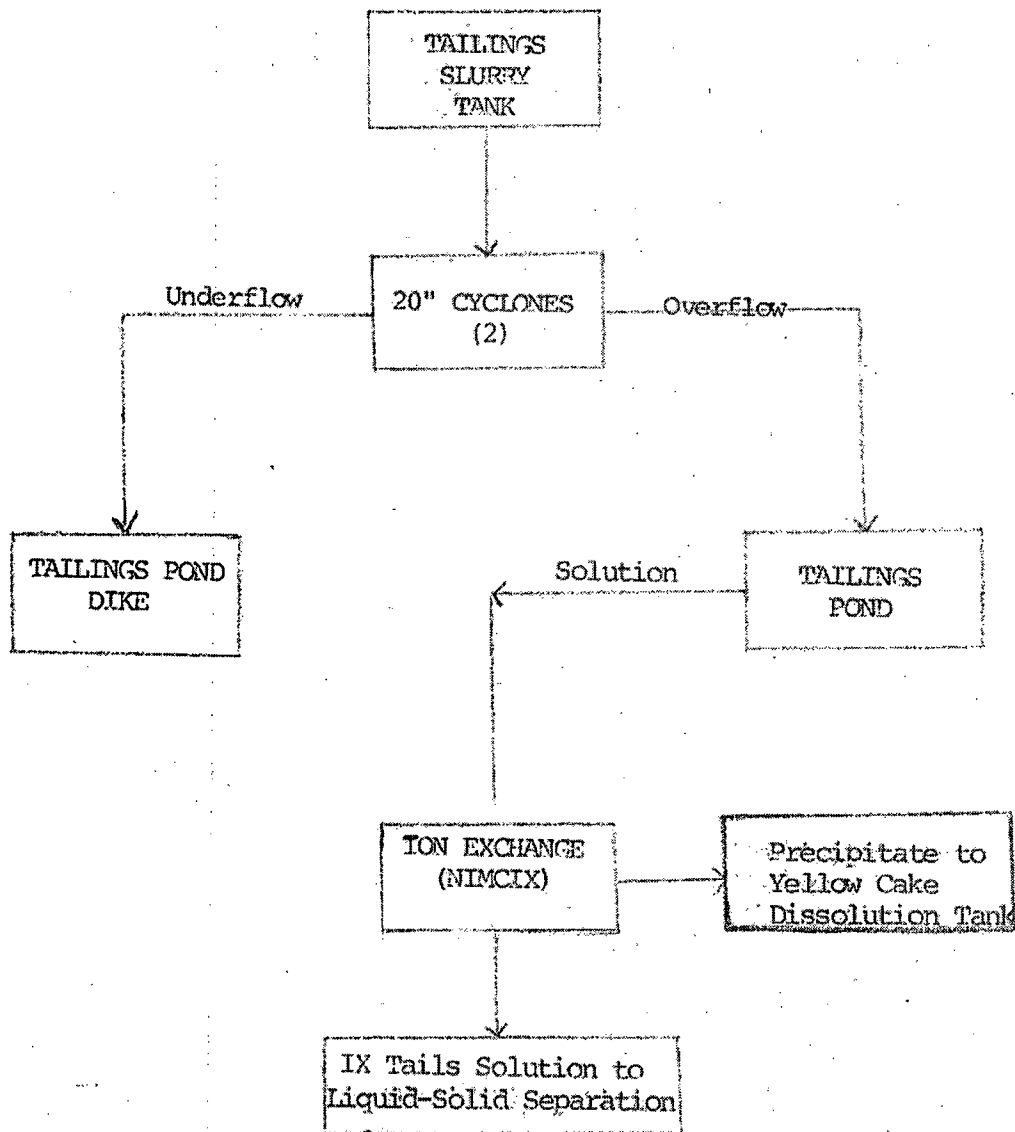 TAILINGS
SLURRY
TANK
Underflow
20" CYCLONES
(2)
Overflow
TAILINGS POND
DIKE
Solution
TAILINGS
POND
ION EXCHANGE
(NIMCIX)
Precipitate to
Yellow Cake
Dissolution Tank
IX Tails Solution to
Liquid-Solid Separation